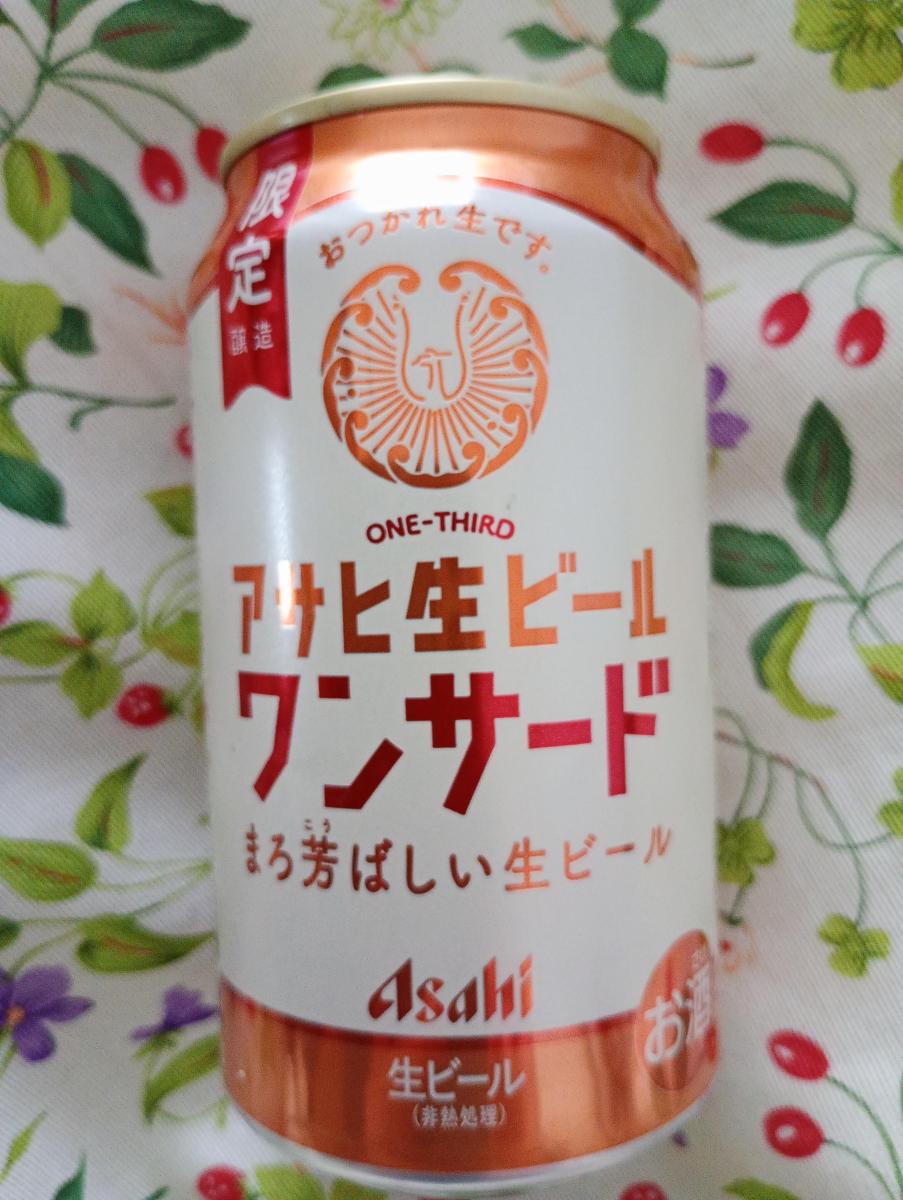 限定
醸造
おつかれ生です。
ONE-THIRD
アサヒ生ビール
ワンサード
こう
まろ芳ばしい生ビール
Asahi
お酒
生ビール
(非熱処理)